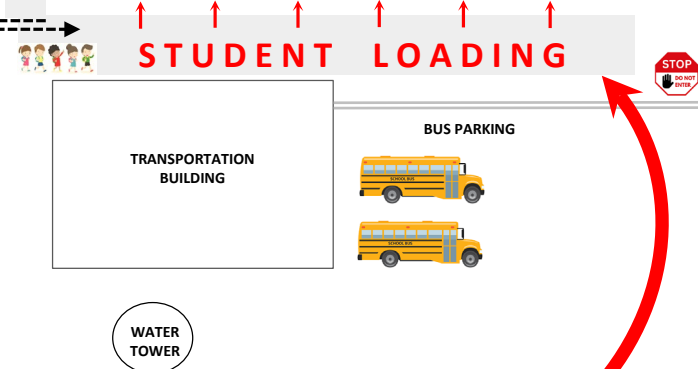 STUDENT LOADING
STOP
DO NOT
ENTER
BUS PARKING
TRANSPORTATION
BUILDING
SCHOOL BUS
SCHOOL BUS
WATER
TOWER